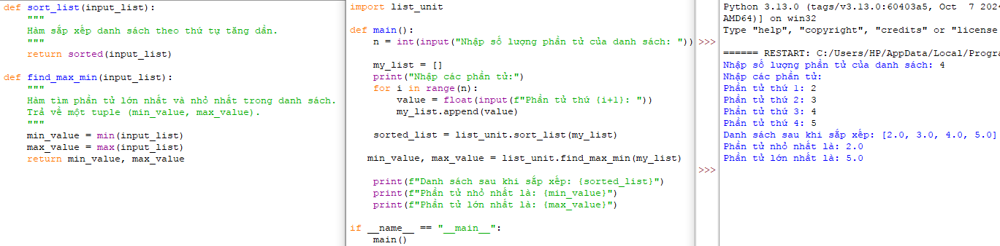 def sort_list(input_list):
    """
    Hàm sắp xếp danh sách theo thứ tự tăng dần.
    """
    return sorted(input_list)

def find_max_min(input_list):
    """
    Hàm tìm phần tử lớn nhất và nhỏ nhất trong danh sách.
    Trả về một tuple (min_value, max_value).
    """
    min_value = min(input_list)
    max_value = max(input_list)
    return min_value, max_value

import list_unit

def main():
    n = int(input("Nhập số lượng phần tử của danh sách: "))

    my_list = []
    print("Nhập các phần tử:")
    for i in range(n):
        value = float(input(f"Phần tử thứ {i+1}: "))
        my_list.append(value)

    sorted_list = list_unit.sort_list(my_list)

   min_value, max_value = list_unit.find_max_min(my_list)

    print(f"Danh sách sau khi sắp xếp: {sorted_list}")
    print(f"Phần tử nhỏ nhất là: {min_value}")
    print(f"Phần tử lớn nhất là: {max_value}")

if __name__ == "__main__":
    main()

Python 3.13.0 (tags/v3.13.0:60403a5, Oct  7 202
AMD64)] on win32
Type "help", "copyright", "credits" or "license
>>>
====== RESTART: C:/Users/HP/AppData/Local/Progra
Nhập số lượng phần tử của danh sách: 4
Nhập các phần tử:
Phần tử thứ 1: 2
Phần tử thứ 2: 3
Phần tử thứ 3: 4
Phần tử thứ 4: 5
Danh sách sau khi sắp xếp: [2.0, 3.0, 4.0, 5.0]
Phần tử nhỏ nhất là: 2.0
Phần tử lớn nhất là: 5.0
>>>